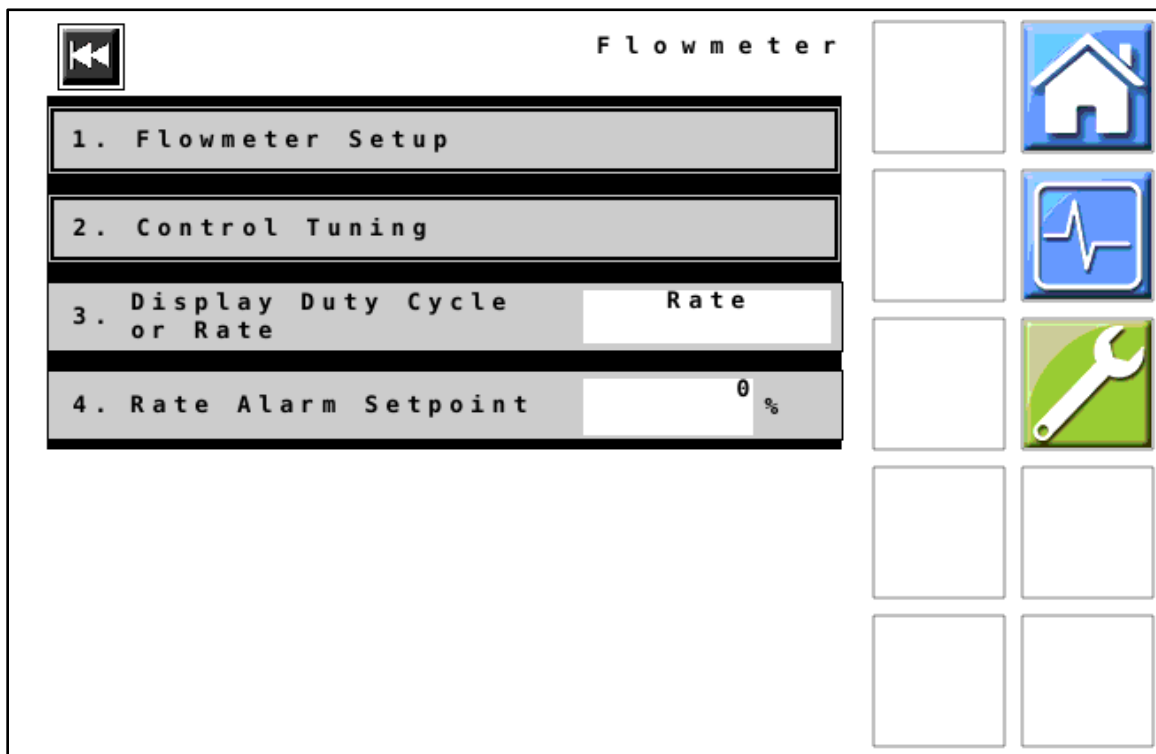 Flowmeter
1. Flowmeter Setup
2. Control Tuning
3. Display Duty Cycle
or Rate
Rate
4. Rate Alarm Setpoint
0 %